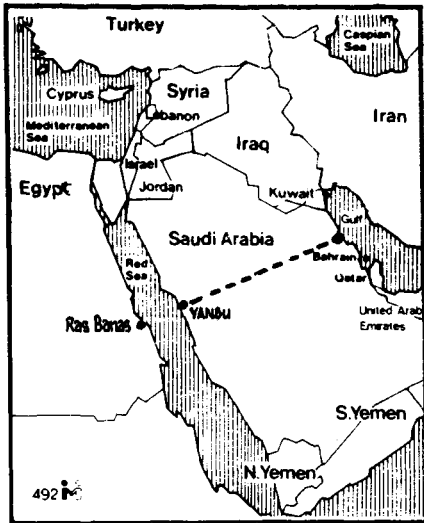 Turkey
Caspian
Sea
Cyprus
Syria
Lebanon
Mediterranean
Sea
Iran
Iraq
Israel
Egypt
Jordan
Kuwait
Gulf
Saudi Arabia
Bahrain
Red
Sea
Qatar
YANBU
United Arab
Emirates
Ras Banas
S.Yemen
N.Yemen
492